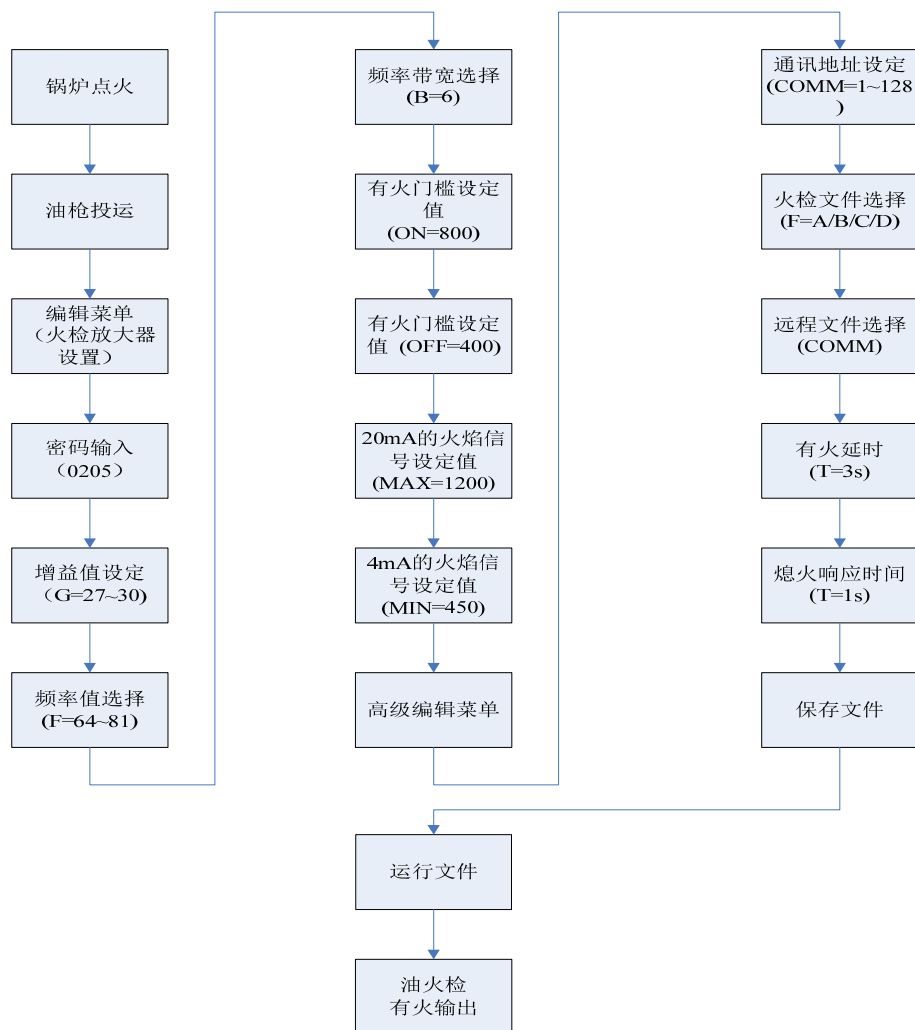 锅炉点火
油枪投运
编辑菜单
（火检放大器
设置）
密码输入
（0205）
增益值设定
（G=27~30)
频率值选择
(F=64~81)
频率带宽选择
(B=6)
有火门槛设定
值
(ON=800)
有火门槛设定
值 (OFF=400)
20mA的火焰信
号设定值
(MAX=1200)
4mA的火焰信
号设定值
(MIN=450)
高级编辑菜单
通讯地址设定
(COMM=1~128
)
火检文件选择
(F=A/B/C/D)
远程文件选择
(COMM)
有火延时
(T=3s)
熄火响应时间
(T=1s)
保存文件
运行文件
油火检
有火输出